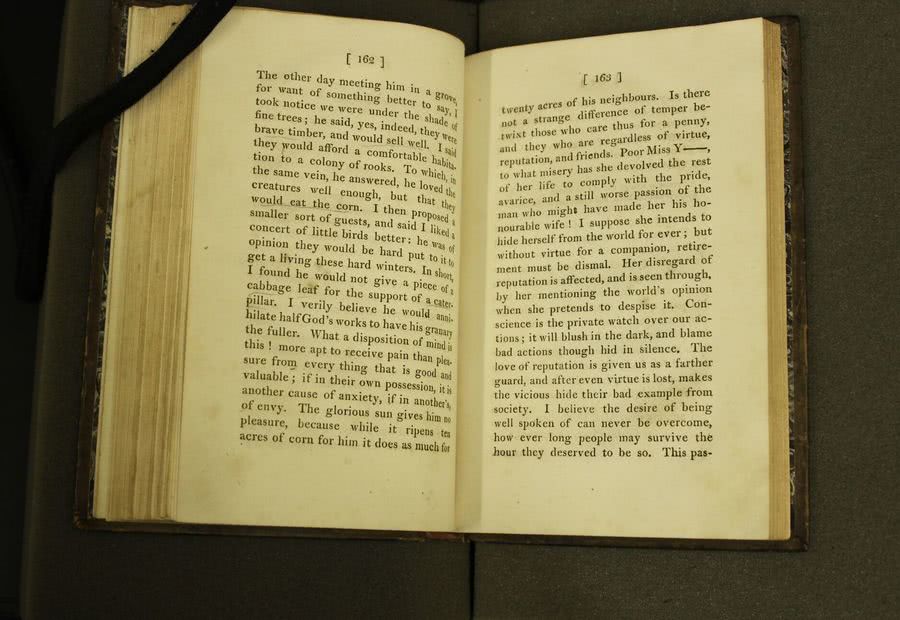 [ 162 ]
The other day meeting him in a grove,
for want of something better to say, I
took notice we were under the shade of
fine trees; he said, yes, indeed, they were
brave timber, and would sell well. I said
they would afford a comfortable habita-
tion to a colony of rooks. To which, in
the same vein, he answered, he loved the
creatures well enough, but that they
would eat the corn. I then proposed a
smaller sort of guests, and said I liked a
concert of little birds better: he was of
opinion they would be hard put to it to
get a living these hard winters. In short,
I found he would not give a piece of a
cabbage leaf for the support of a cater-
pillar. I verily believe he would anni-
hilate half God's works to have his granary
the fuller. What a disposition of mind is
this! more apt to receive pain than plea-
sure from every thing that is good and
valuable; if in their own possession, it is
another cause of anxiety, if in another's,
of envy. The glorious sun gives him no
pleasure, because while it ripens ten
acres of corn for him it does as much for
[ 163 ]
twenty acres of his neighbours. Is there
not a strange difference of temper be-
twixt those who care thus for a penny,
and they who are regardless of virtue,
reputation, and friends. Poor Miss Y——,
to what misery has she devolved the rest
of her life to comply with the pride,
avarice, and a still worse passion of the
man who might have made her his ho-
nourable wife! I suppose she intends to
hide herself from the world for ever; but
without virtue for a companion, retire-
ment must be dismal. Her disregard of
reputation is affected, and is seen through,
by her mentioning the world's opinion
when she pretends to despise it. Con-
science is the private watch over our ac-
tions; it will blush in the dark, and blame
bad actions though hid in silence. The
love of reputation is given us as a farther
guard, and after even virtue is lost, makes
the vicious hide their bad example from
society. I believe the desire of being
well spoken of can never be overcome,
how ever long people may survive the
hour they deserved to be so. This pas-